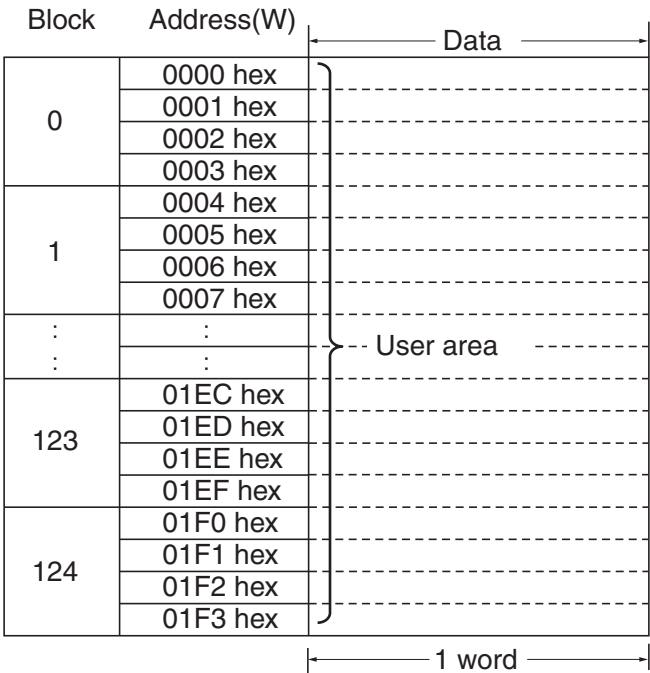 Block Address(W) Data
0000 hex
0001 hex
0 0002 hex
0003 hex
0004 hex
0005 hex
1 0006 hex
0007 hex
: :
: : User area
01EC hex
01ED hex
123 01EE hex
01EF hex
01F0 hex
01F1 hex
124 01F2 hex
01F3 hex
1 word